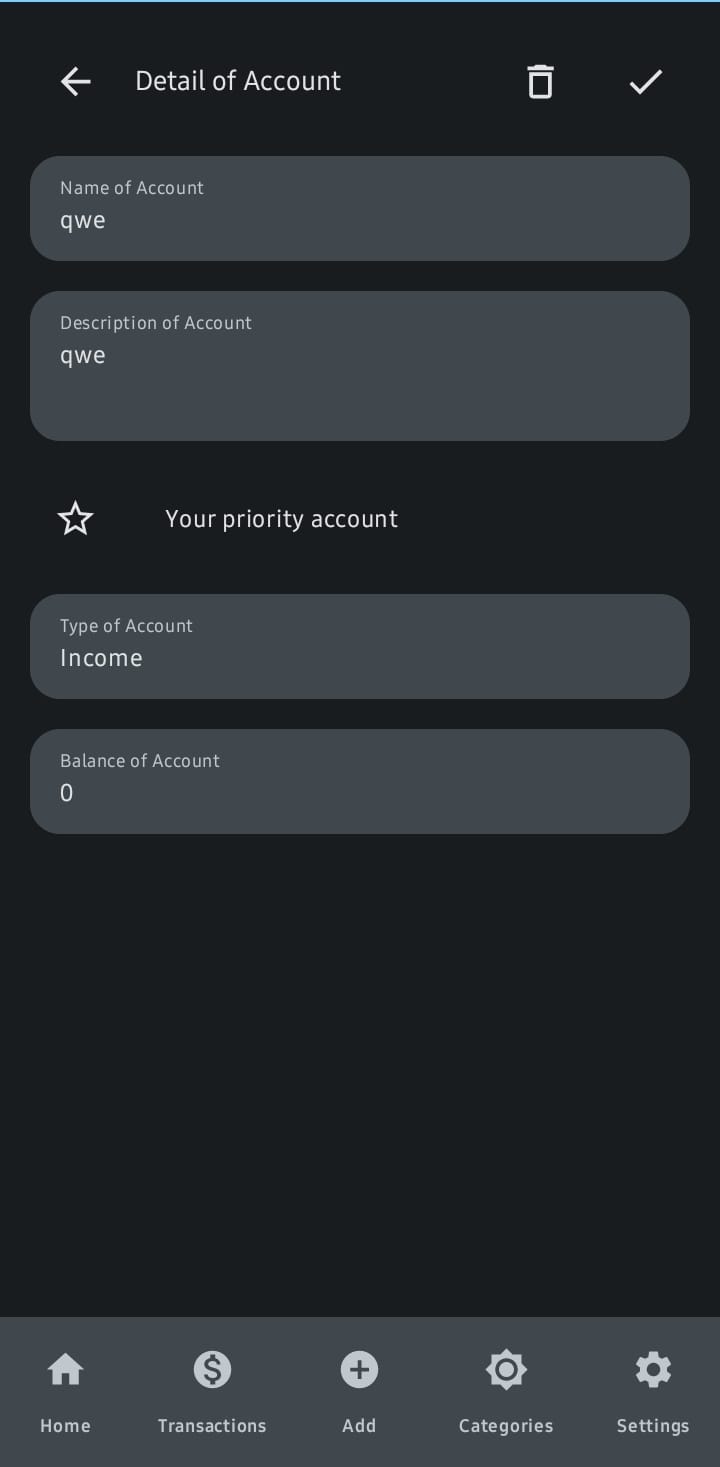 Detail of Account
Name of Account
qwe
Description of Account
qwe
Your priority account
Type of Account
Income
Balance of Account
0
Home
Transactions
Add
Categories
Settings